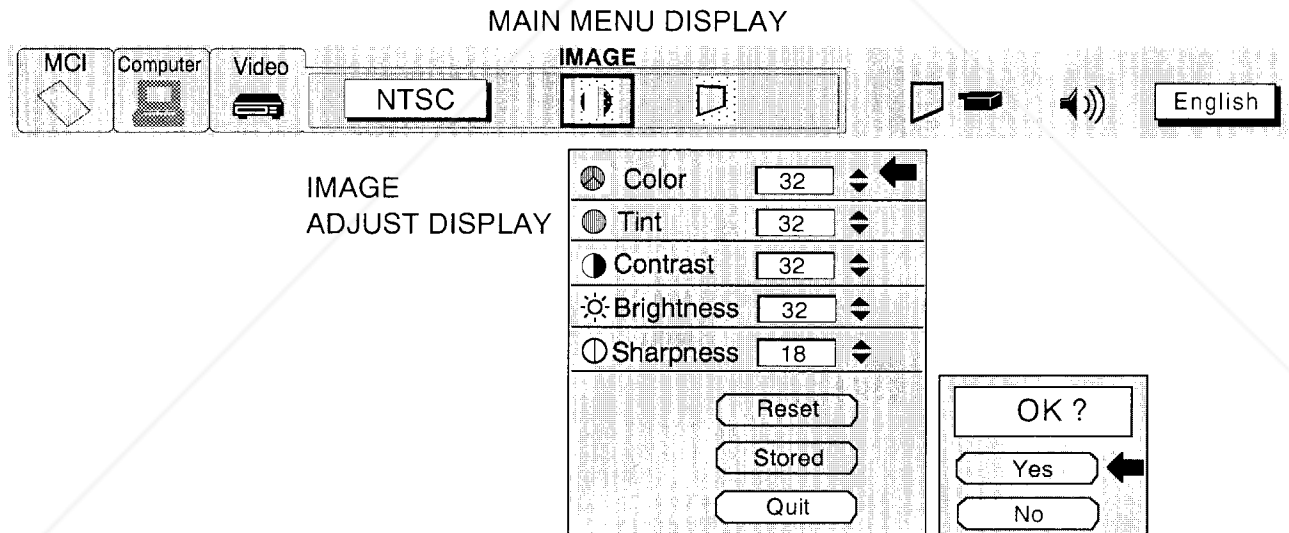 MAIN MENU DISPLAY
IMAGE
MCI Computer Video NTSC English
IMAGE
ADJUST DISPLAY
Color 32
Tint 32
Contrast 32
Brightness 32
Sharpness 18
Reset
Stored
Quit
OK ?
Yes
No